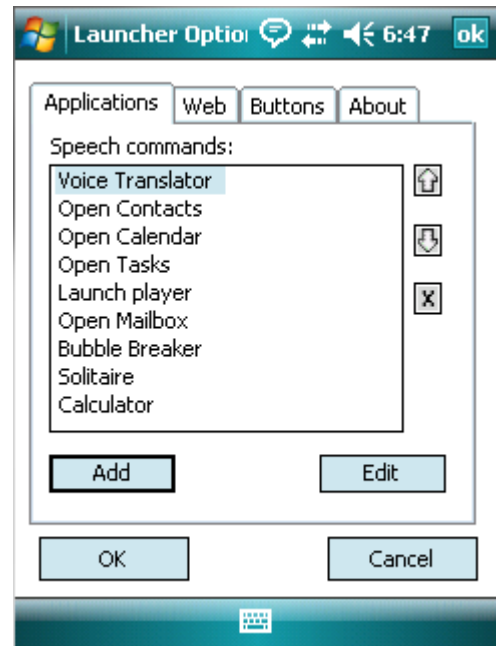 Launcher Optio 6:47 ok
Applications Web Buttons About
Speech commands:
Voice Translator
Open Contacts
Open Calendar
Open Tasks
Launch player
Open Mailbox
Bubble Breaker
Solitaire
Calculator
X
Add Edit
OK Cancel